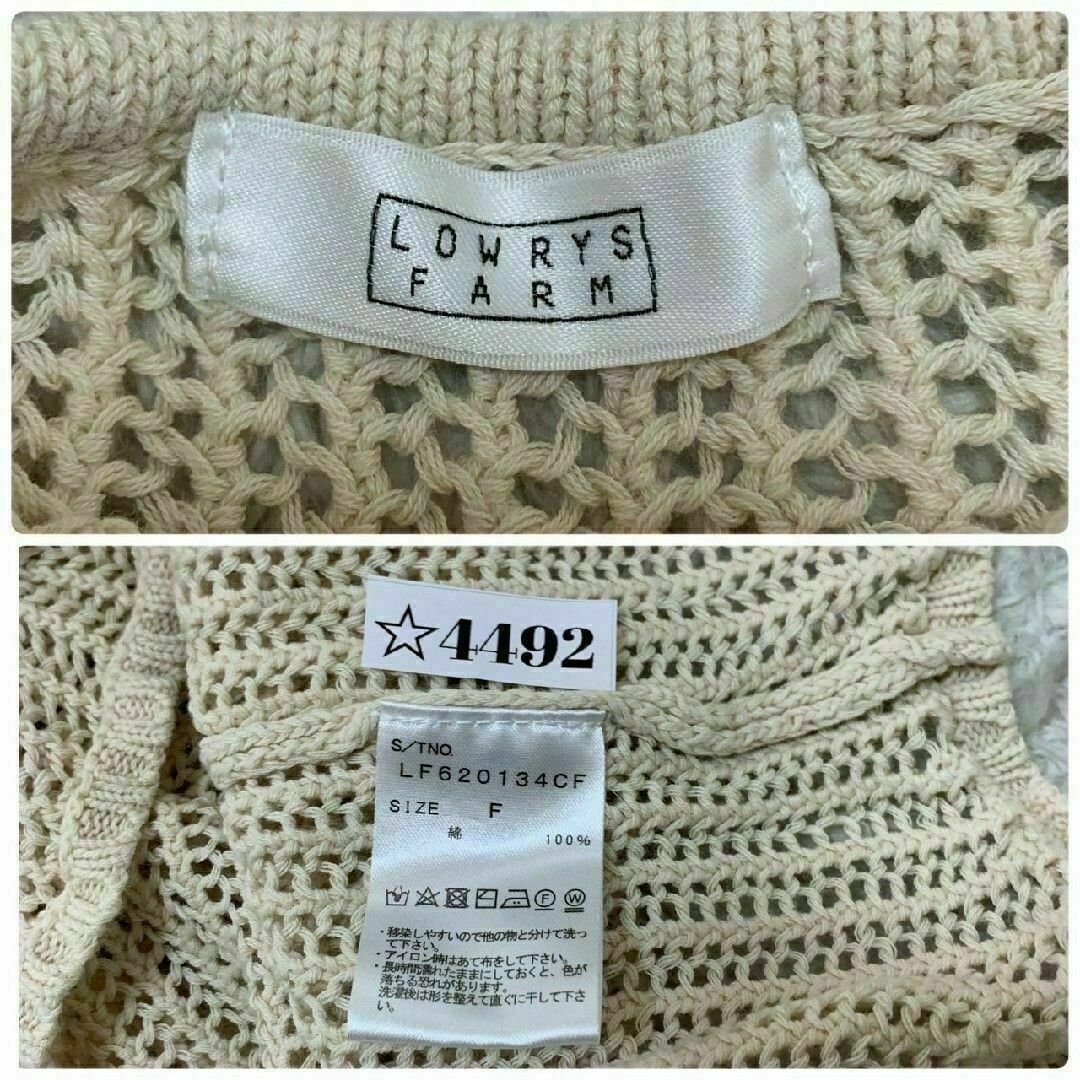 LOWRYS
FARM
☆4492
S/TNO.
LF620134CF
SIZE F
綿 100%
F W
・移染しやすいので他の物と分けて洗っ
て下さい。
・アイロン時はあて布をして下さい。
・長時間濡れたままにしておくと、色が
落ちる恐れがあります。
洗濯後は形を整えて直ぐに干して下さ
い。